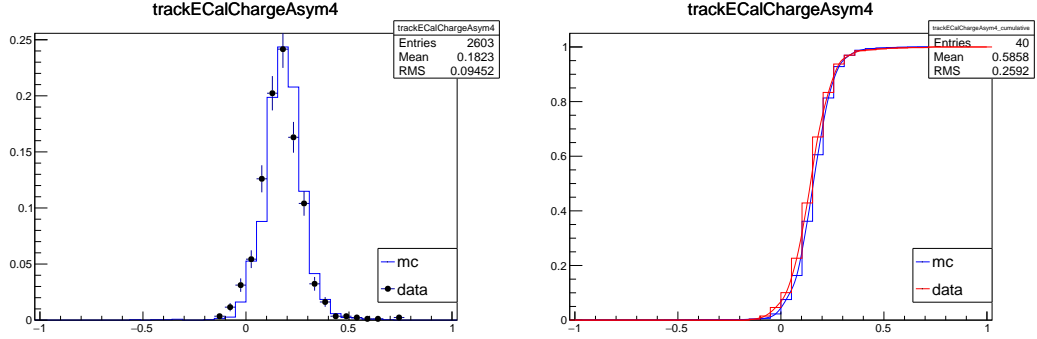 trackECalChargeAsym4
trackECalChargeAsym4
Entries 2603
Mean 0.1823
RMS 0.09452
0.25
0.2
0.15
0.1
0.05
0
−1
−0.5
0
0.5
1
mc
data
trackECalChargeAsym4
trackECalChargeAsym4_cumulative
Entries 40
Mean 0.5858
RMS 0.2592
1
0.8
0.6
0.4
0.2
0
−1
−0.5
0
0.5
1
mc
data